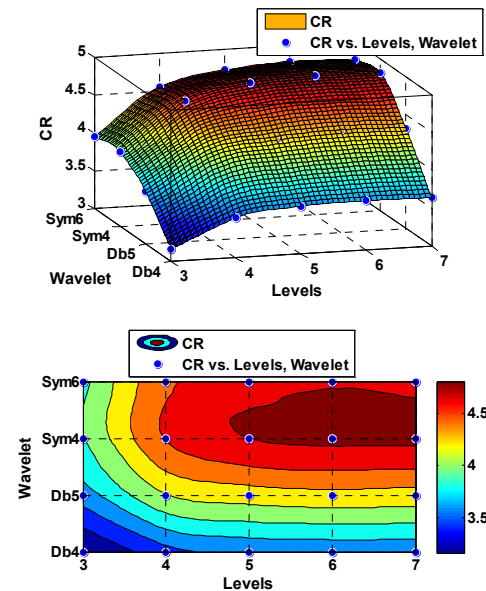 CR
CR vs. Levels, Wavelet
5
4.5
4
3.5
3
CR
Sym6
Sym4
Db5
Db4
Wavelet
3
4
5
6
7
Levels
CR
CR vs. Levels, Wavelet
Sym6
Sym4
Db5
Db4
Wavelet
3
4
5
6
7
Levels
4.5
4
3.5